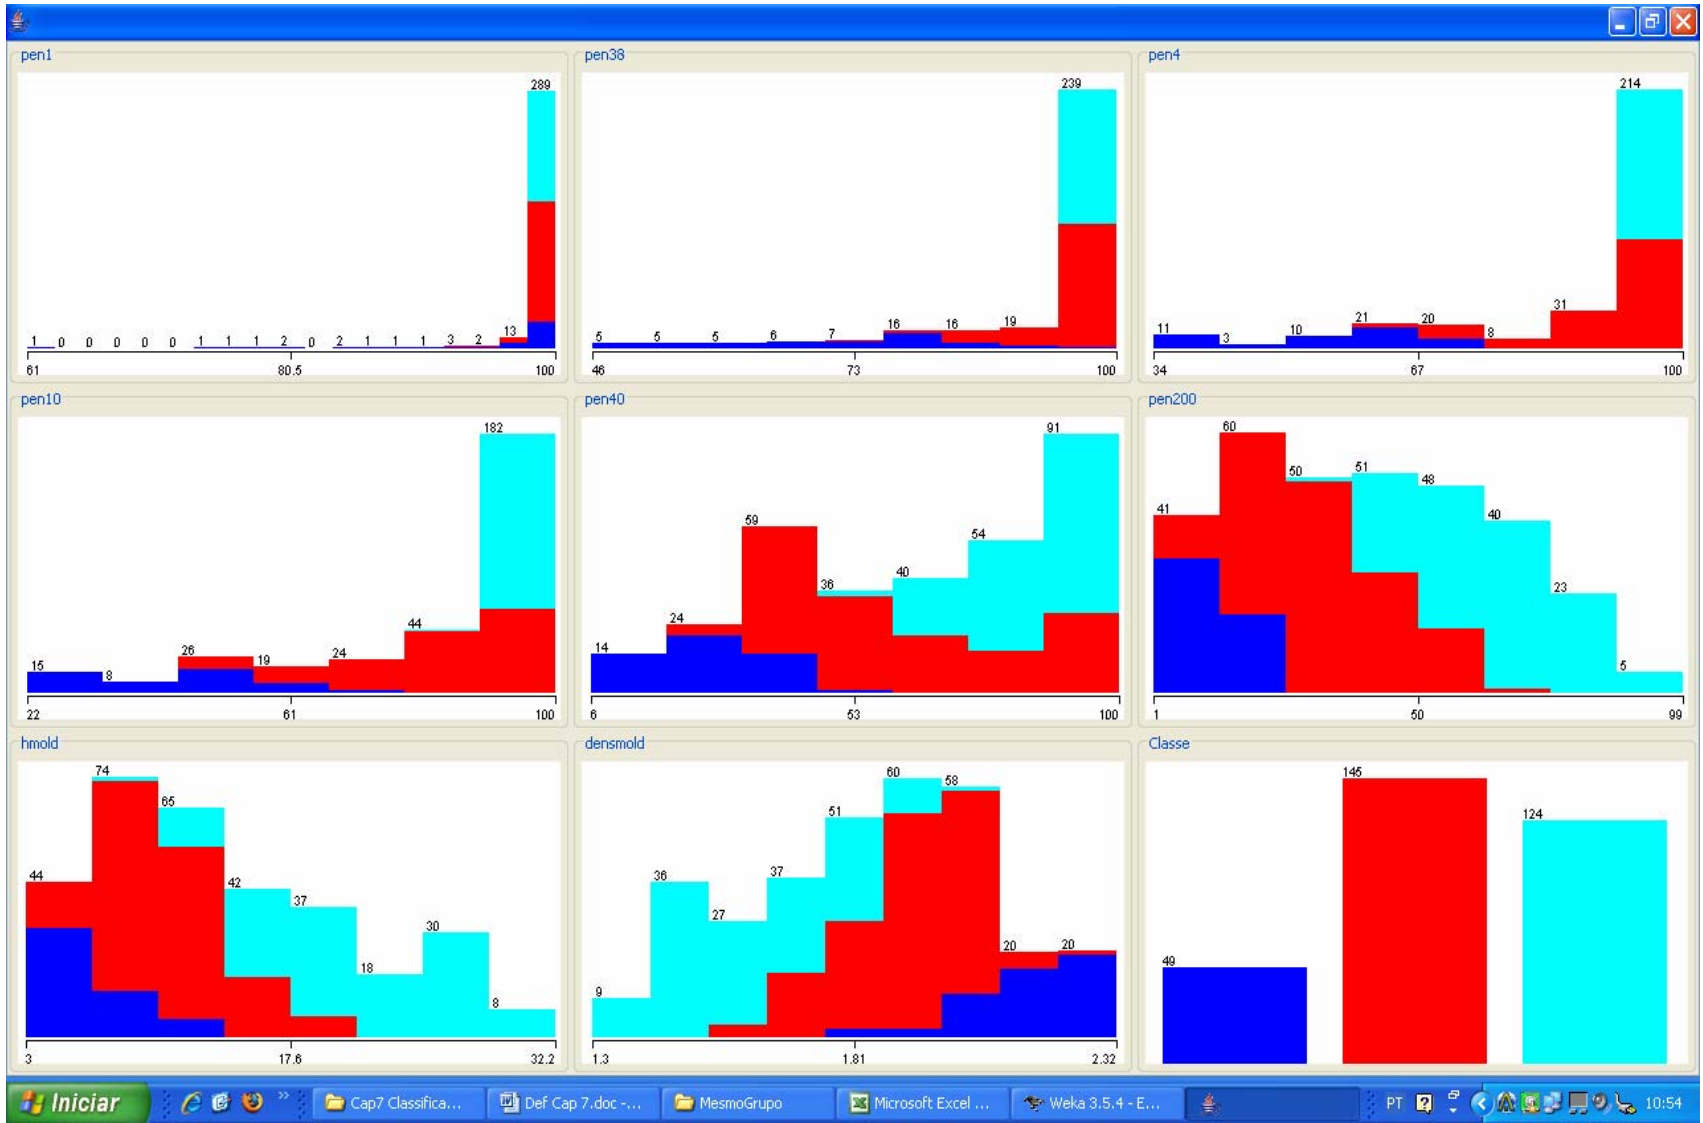 pen1
289
1 0 0 0 0 0 1 1 1 2 0 2 1 1 1 3 2 13
61 80.5 100
pen38
239
5 5 5 6 7 16 16 19
46 73 100
pen4
214
11 3 10 21 20 8 31
34 67 100
pen10
182
15 8 26 19 24 44
22 61 100
pen40
91
14 24 59 36 40 54
6 53 100
pen200
41 60 50 51 48 40 23 5
1 50 99
hmold
44 74 65 42 37 18 30 8
3 17.6 32.2
densmold
9 36 27 37 51 60 58 20 20
1.3 1.81 2.32
Classe
49 145 124
Iniciar
Cap7 Classifica...
Def Cap 7.doc -...
MesmoGrupo
Microsoft Excel ...
Weka 3.5.4 - E...
PT
10:54